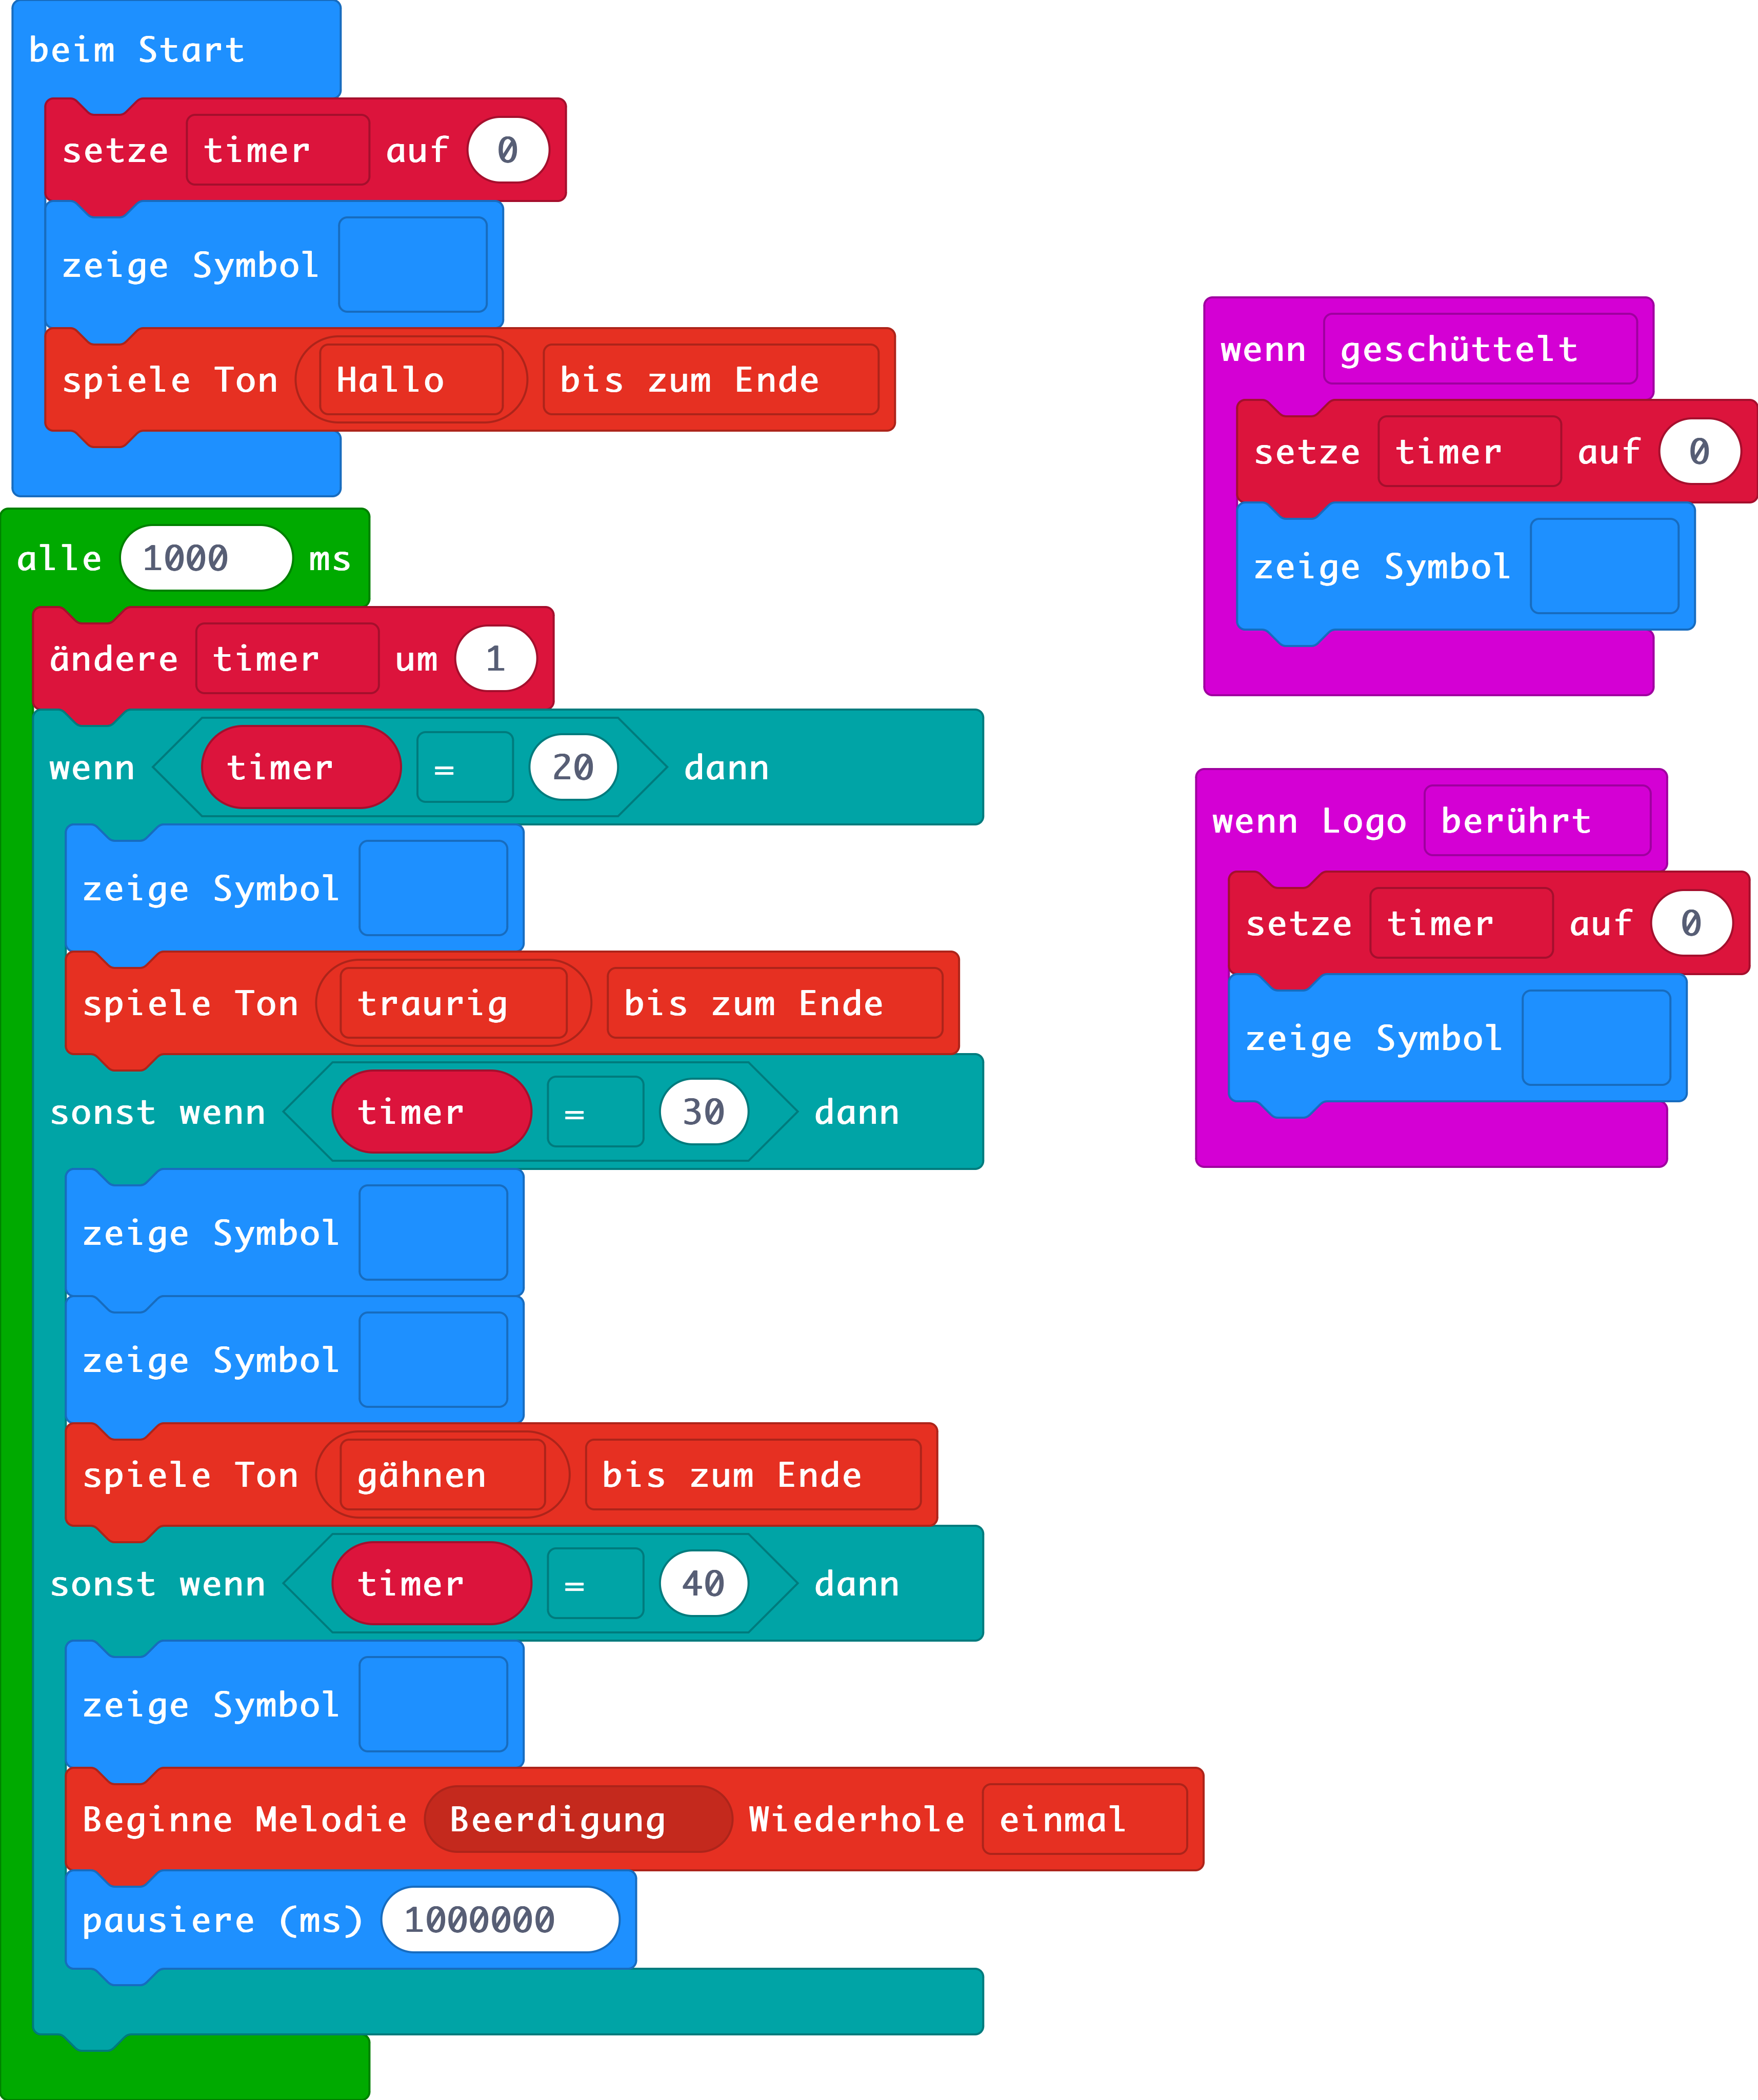 beim Start
setze timer auf 0
zeige Symbol
spiele Ton Hallo bis zum Ende
alle 1000 ms
ändere timer um 1
wenn timer = 20 dann
zeige Symbol
spiele Ton traurig bis zum Ende
sonst wenn timer = 30 dann
zeige Symbol
zeige Symbol
spiele Ton gähnen bis zum Ende
sonst wenn timer = 40 dann
zeige Symbol
Beginne Melodie Beerdigung Wiederhole einmal
pausiere (ms) 1000000
wenn geschüttelt
setze timer auf 0
zeige Symbol
wenn Logo berührt
setze timer auf 0
zeige Symbol